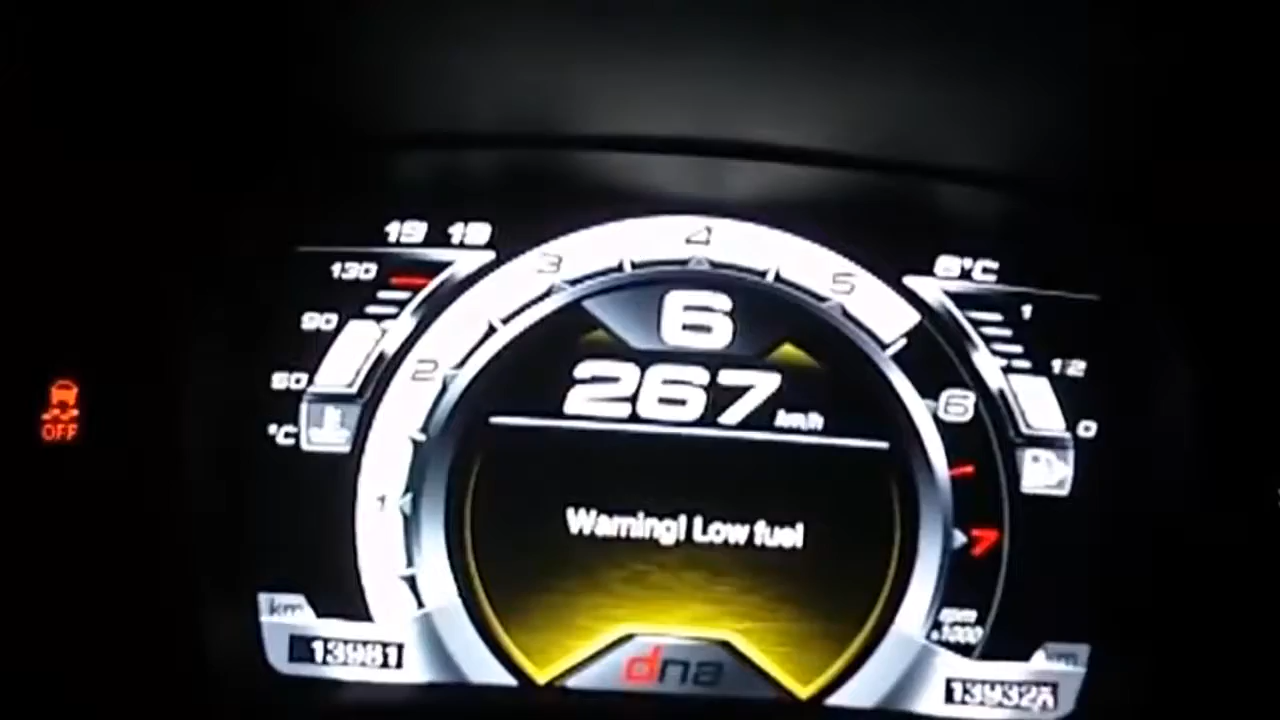 19 19
6°C
130
90
50
°C
1
1/2
0
1
2
3
4
5
6
7
rpm
x1000
6
267 km/h
Warning! Low fuel
OFF
km
13981
dna
km